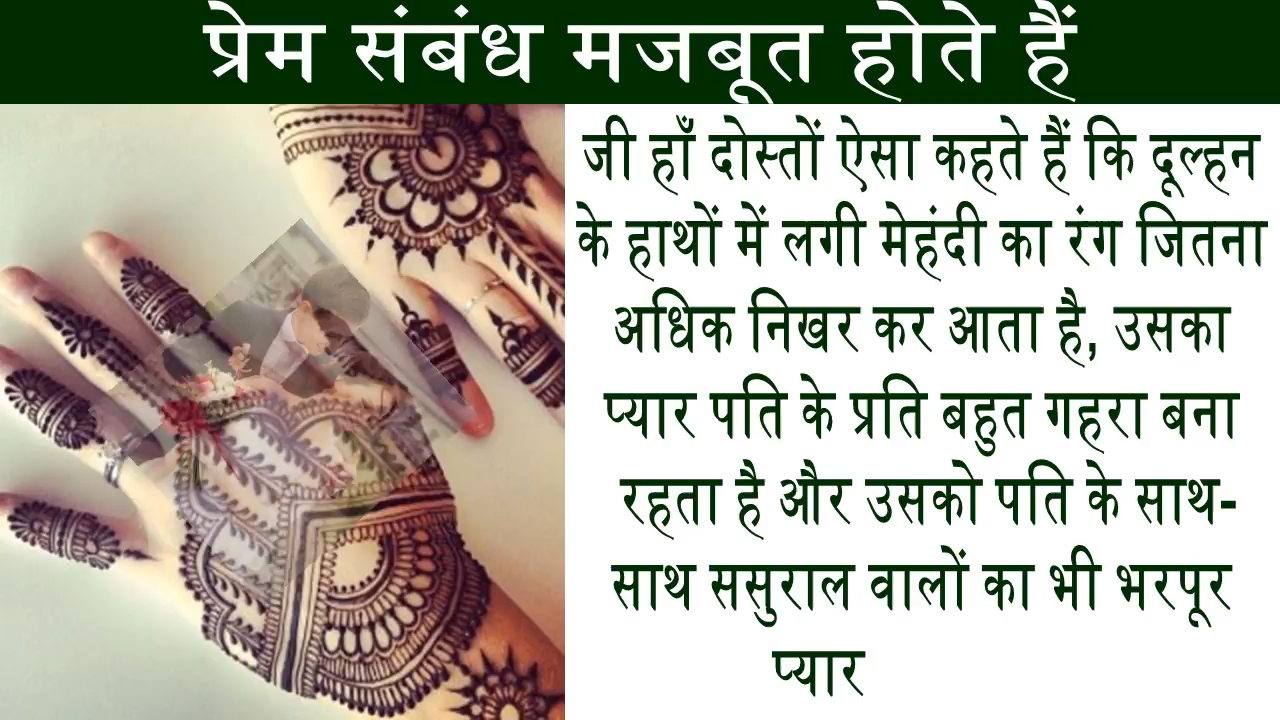 प्रेम संबंध मजबूत होते हैं
जी हाँ दोस्तों ऐसा कहते हैं कि दूल्हन
के हाथों में लगी मेहंदी का रंग जितना
अधिक निखर कर आता है, उसका
प्यार पति के प्रति बहुत गहरा बना
रहता है और उसको पति के साथ-
साथ ससुराल वालों का भी भरपूर
प्यार